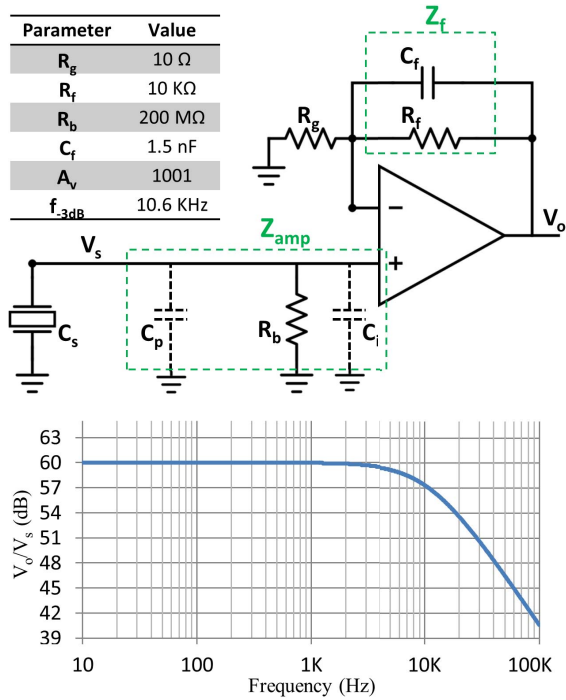 Parameter Value
Rg 10 Ω
Rf 10 KΩ
Rb 200 MΩ
Cf 1.5 nF
Av 1001
f-3dB 10.6 KHz
Zf
Cf
Rg
Rf
−
Vo
Zamp
Vs
+
Cs
Cp
Rb
Ci
63
60
57
54
51
48
45
42
39
Vo/Vs (dB)
10 100 1K 10K 100K
Frequency (Hz)